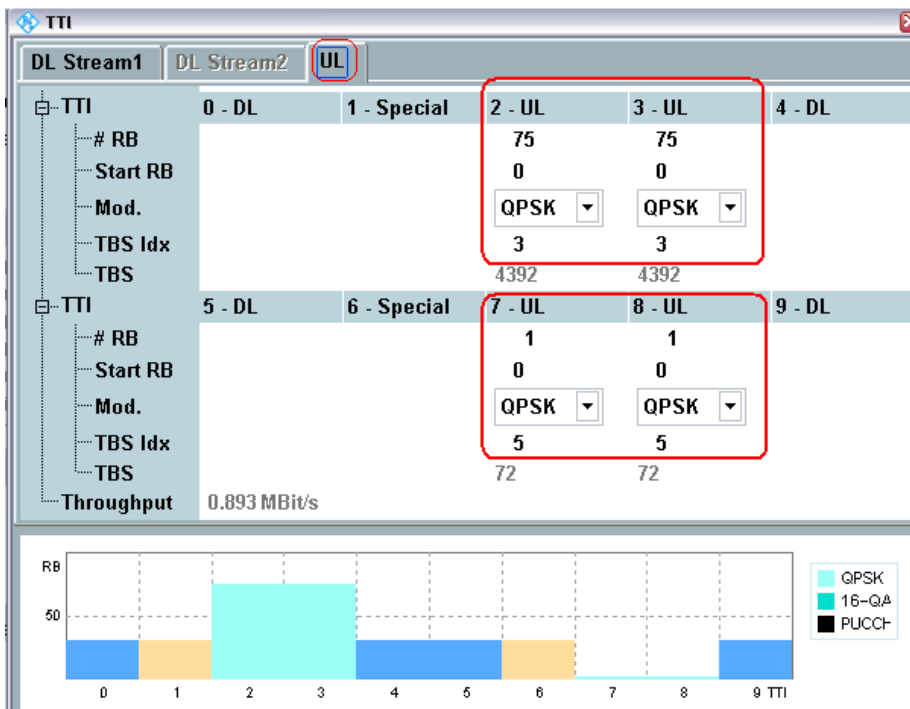 TTI
DL Stream1 DL Stream2 UL
TTI 0 - DL 1 - Special 2 - UL 3 - UL 4 - DL
# RB 75 75
Start RB 0 0
Mod. QPSK QPSK
TBS Idx 3 3
TBS 4392 4392
TTI 5 - DL 6 - Special 7 - UL 8 - UL 9 - DL
# RB 1 1
Start RB 0 0
Mod. QPSK QPSK
TBS Idx 5 5
TBS 72 72
Throughput 0.893 MBit/s
RB
50
0 1 2 3 4 5 6 7 8 9 TTI
QPSK
16-QA
PUCCH